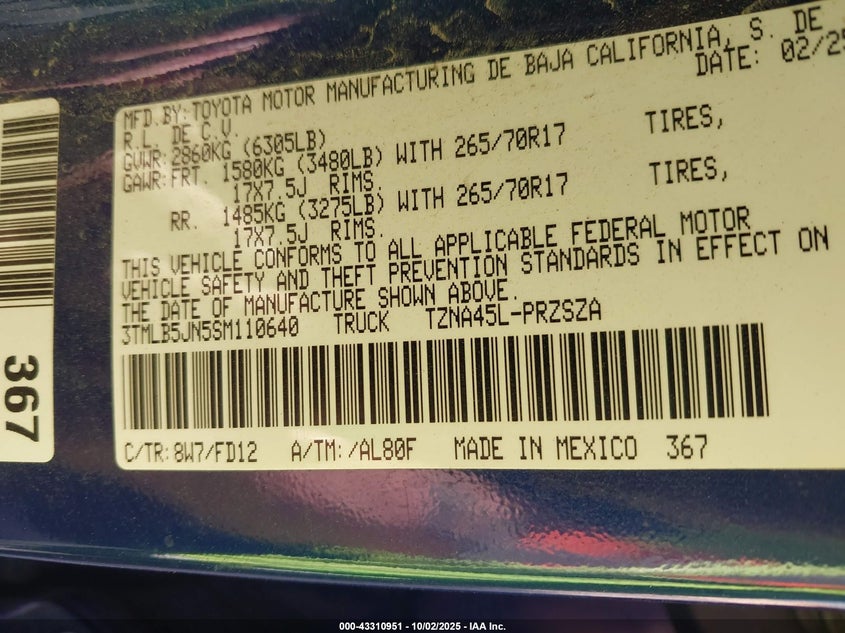 MFD.BY: TOYOTA MOTOR MANUFACTURING DE BAJA CALIFORNIA, S. DE
R.L. DE C.V. DATE: 02/25
GVWR: 2860KG (6305LB)
GAWR: FRT 1580KG (3480LB) WITH 265/70R17 TIRES,
17X7.5J RIMS.
RR. 1485KG (3275LB) WITH 265/70R17 TIRES,
17X7.5J RIMS.
THIS VEHICLE CONFORMS TO ALL APPLICABLE FEDERAL MOTOR
VEHICLE SAFETY AND THEFT PREVENTION STANDARDS IN EFFECT ON
THE DATE OF MANUFACTURE SHOWN ABOVE.
3TMLB5JN5SM110640 TRUCK TZNA45L-PRZSZA
C/TR: 8W7/FD12 A/TM: /AL80F MADE IN MEXICO 367
367
000-43310951 - 10/02/2025 - IAA Inc.